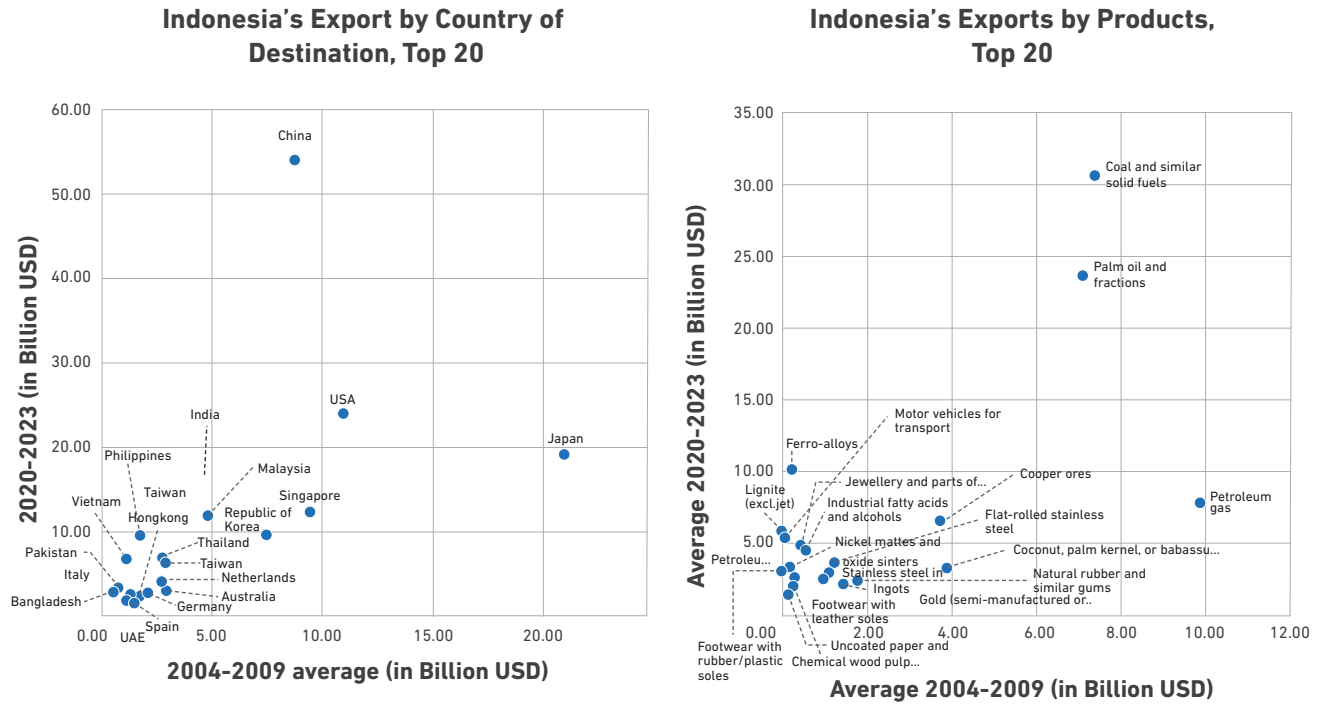 Indonesia’s Export by Country of
Destination, Top 20
60.00
50.00
40.00
30.00
20.00
10.00
2020-2023 (in Billion USD)
China
USA
Japan
India
Philippines
Malaysia
Taiwan
Singapore
Vietnam
Hongkong
Republic of
Korea
Thailand
Pakistan
Taiwan
Italy
Netherlands
Bangladesh
Australia
Germany
Spain
UAE
0.00
5.00
10.00
15.00
20.00
2004-2009 average (in Billion USD)
Indonesia’s Exports by Products,
Top 20
35.00
30.00
25.00
20.00
15.00
10.00
5.00
Average 2020-2023 (in Billion USD)
Coal and similar
solid fuels
Palm oil and
fractions
Motor vehicles for
transport
Ferro-alloys
Cooper ores
Jewellery and parts of...
Lignite
(excl.jet)
Industrial fatty acids
and alcohols
Petroleum
gas
Flat-rolled stainless
steel
Nickel mattes and
oxide sinters
Coconut, palm kernel, or babassu...
Petroleu...
Stainless steel in
Ingots
Natural rubber and
similar gums
Gold (semi-manufactured or..
Footwear with
leather soles
Uncoated paper and
Footwear with
rubber/plastic
soles
Chemical wood pulp...
0.00
2.00
4.00
6.00
8.00
10.00
12.00
Average 2004-2009 (in Billion USD)